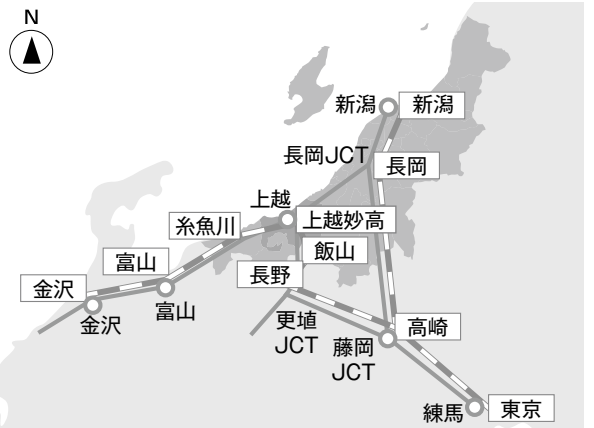 N
新潟
新潟
長岡JCT
長岡
上越
上越妙高
糸魚川
飯山
富山
長野
金沢
富山
金沢
更埴
JCT
藤岡
JCT
高崎
練馬
東京